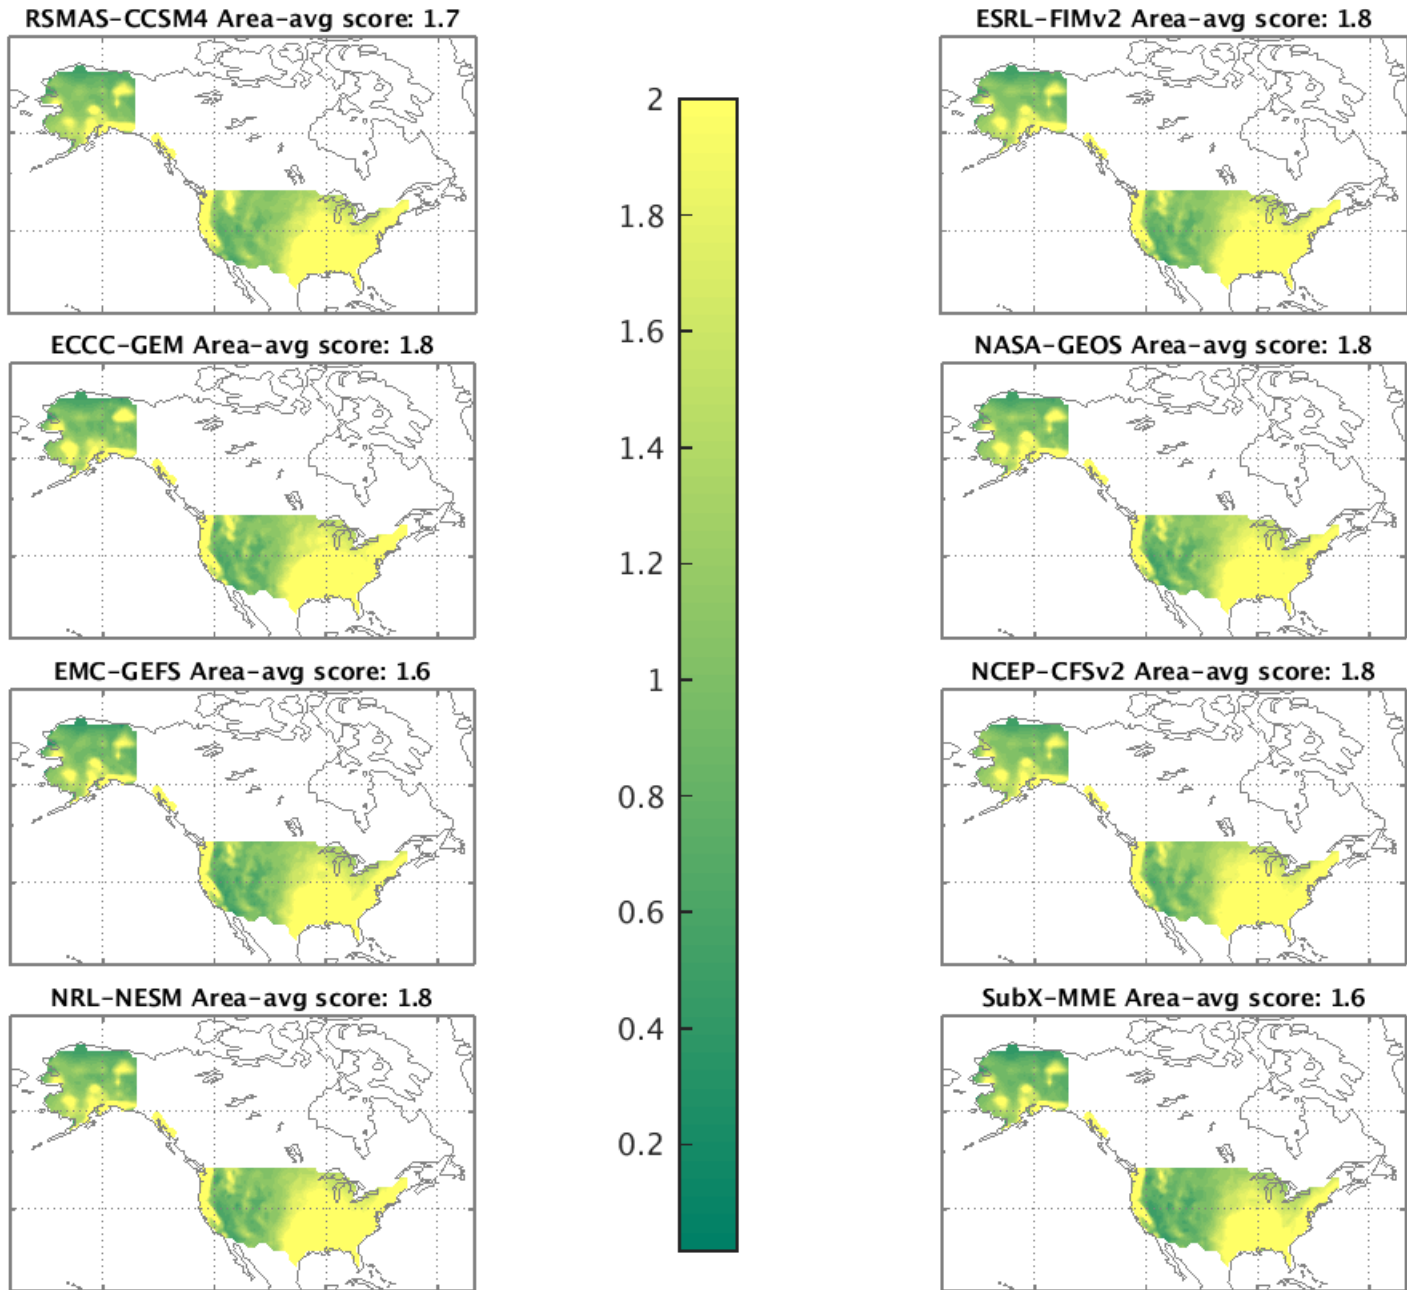 RSMAS-CCSM4 Area-avg score: 1.7
ESRL-FIMv2 Area-avg score: 1.8
ECCC-GEM Area-avg score: 1.8
NASA-GEOS Area-avg score: 1.8
EMC-GEFS Area-avg score: 1.6
NCEP-CFSv2 Area-avg score: 1.8
NRL-NESM Area-avg score: 1.8
SubX-MME Area-avg score: 1.6
2
1.8
1.6
1.4
1.2
1
0.8
0.6
0.4
0.2